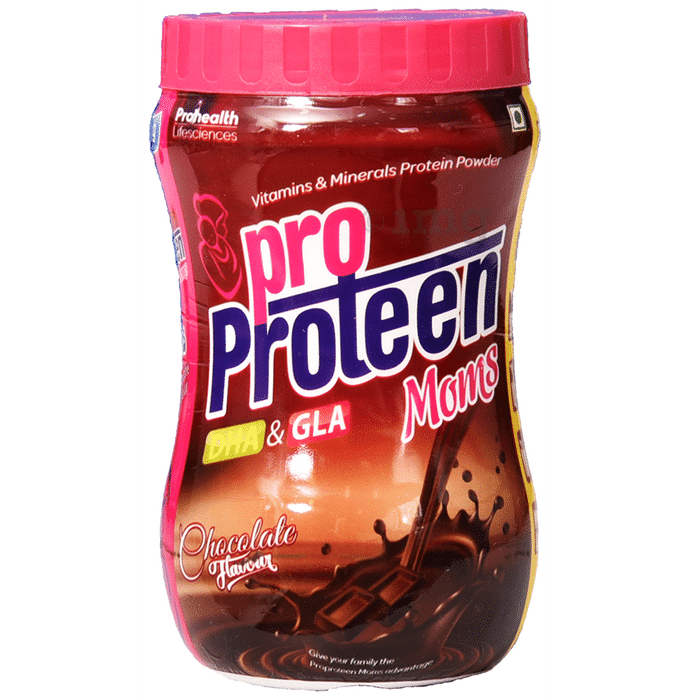 Prohealth
Lifesciences
Vitamins & Minerals Protein Powder
pro
Proteen
Moms
DHA & GLA
Chocolate
Flavour
Give your family the
Proproteen Moms advantage